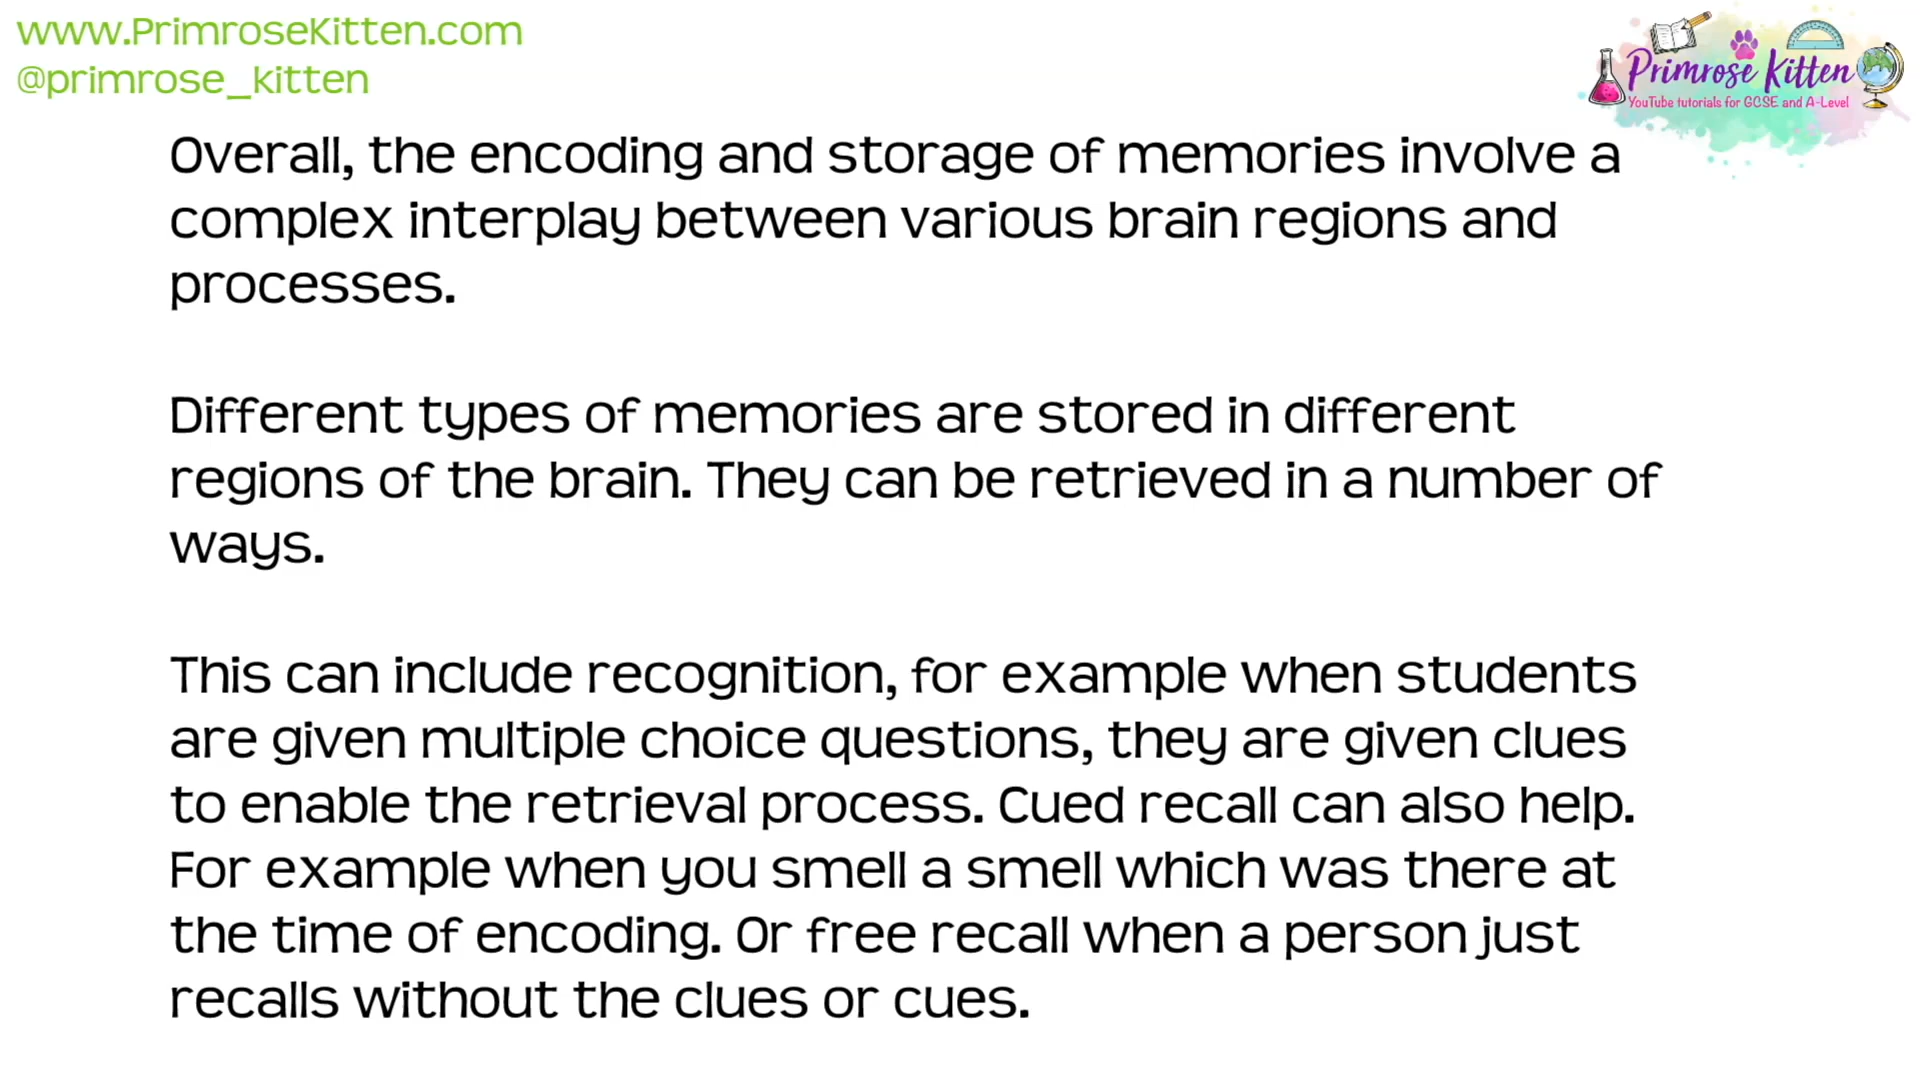 www.PrimroseKitten.com
@primrose_kitten
Primrose Kitten
YouTube tutorials for GCSE and A-Level
Overall, the encoding and storage of memories involve a
complex interplay between various brain regions and
processes.
Different types of memories are stored in different
regions of the brain. They can be retrieved in a number of
ways.
This can include recognition, for example when students
are given multiple choice questions, they are given clues
to enable the retrieval process. Cued recall can also help.
For example when you smell a smell which was there at
the time of encoding. Or free recall when a person just
recalls without the clues or cues.